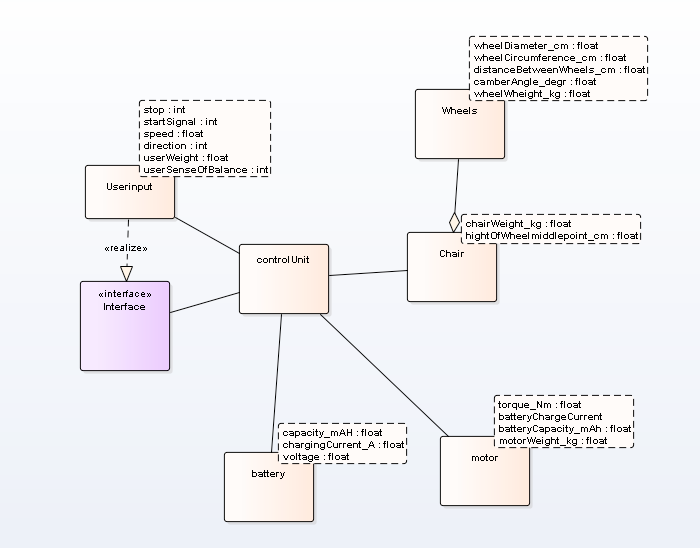 wheelDiameter_cm : float
wheelCircumference_cm : float
distanceBetweenWheels_cm : float
camberAngle_degr : float
wheelWheight_kg : float
Wheels
stop : int
startSignal : int
speed : float
direction : int
userWeight : float
userSenseOfBalance : int
Userinput
chairWeight_kg : float
hightOfWheelmiddlepoint_cm : float
Chair
«realize»
controlUnit
«interface»
Interface
torque_Nm : float
batteryChargeCurrent
batteryCapacity_mAh : float
motorWeight_kg : float
motor
capacity_mAH : float
chargingCurrent_A : float
voltage : float
battery